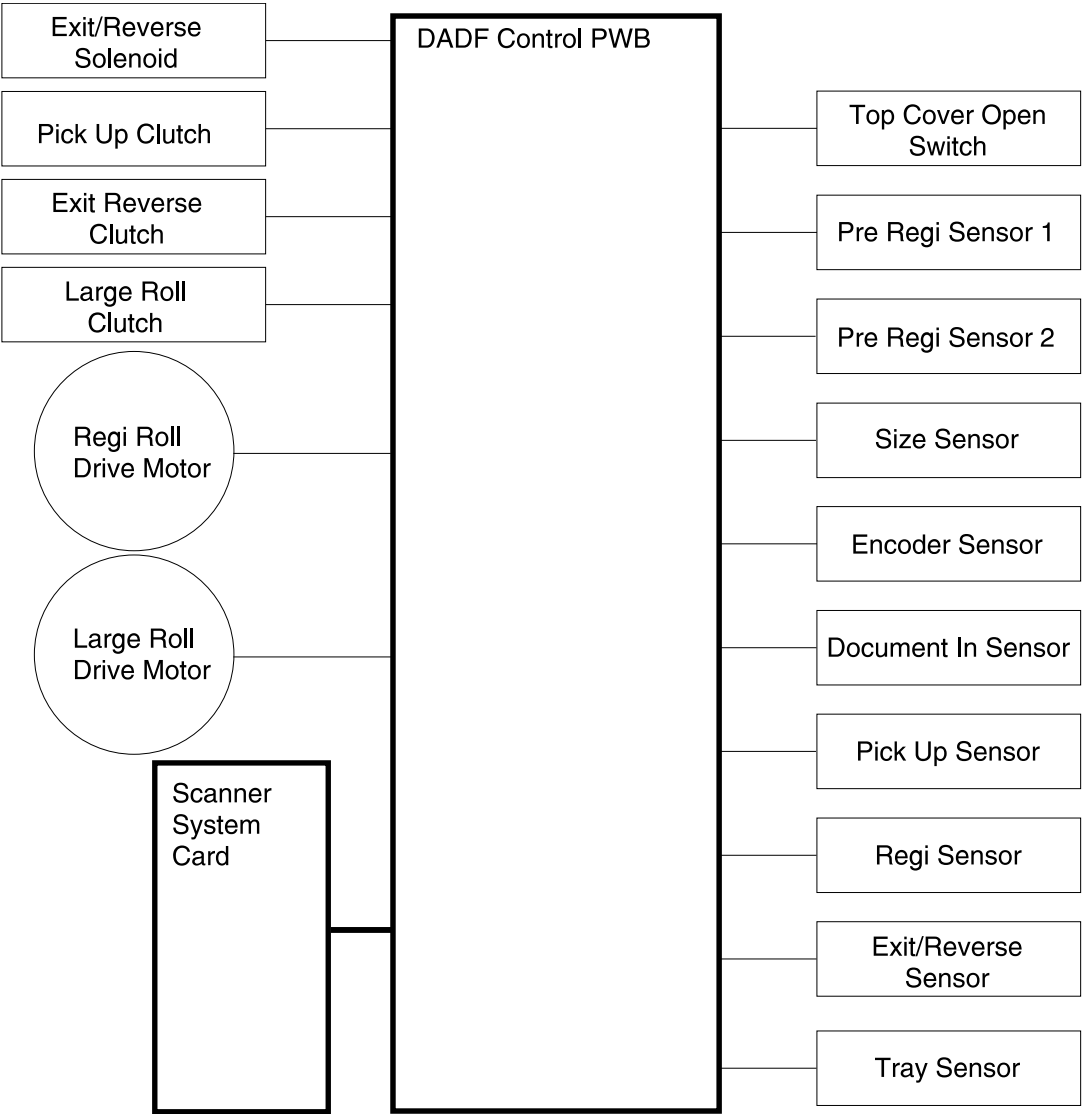 Exit/Reverse
Solenoid
Pick Up Clutch
Exit Reverse
Clutch
Large Roll
Clutch
Regi Roll
Drive Motor
Large Roll
Drive Motor
Scanner
System
Card
DADF Control PWB
Top Cover Open
Switch
Pre Regi Sensor 1
Pre Regi Sensor 2
Size Sensor
Encoder Sensor
Document In Sensor
Pick Up Sensor
Regi Sensor
Exit/Reverse
Sensor
Tray Sensor